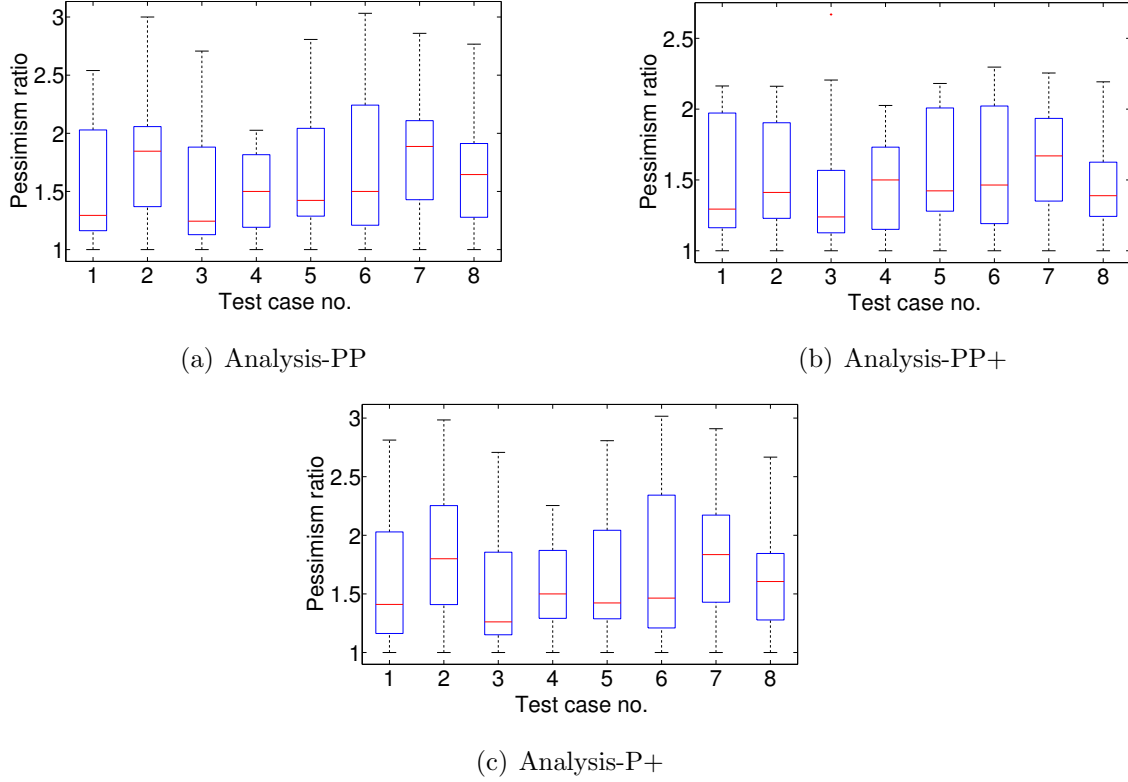 Pessimism ratio
3
2.5
2
1.5
1
1 2 3 4 5 6 7 8
Test case no.
(a) Analysis-PP
Pessimism ratio
2.5
2
1.5
1
1 2 3 4 5 6 7 8
Test case no.
(b) Analysis-PP+
Pessimism ratio
3
2.5
2
1.5
1
1 2 3 4 5 6 7 8
Test case no.
(c) Analysis-P+